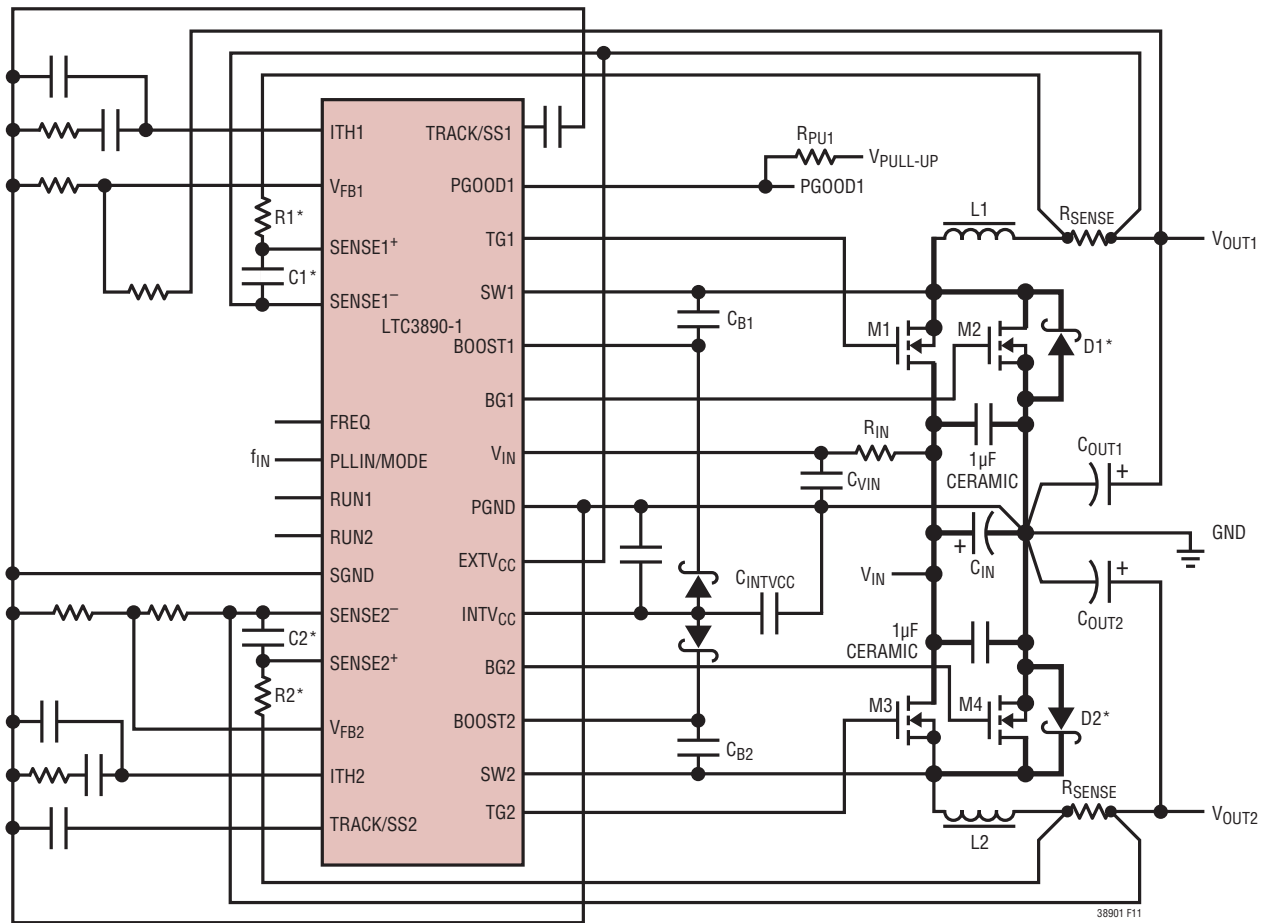 ITH1
TRACK/SS1
RPU1
VPULL-UP
VFB1
PGOOD1
PGOOD1
R1*
L1
RSENSE
SENSE1+
TG1
VOUT1
C1*
SENSE1–
SW1
LTC3890-1
CB1
M1
M2
D1*
BOOST1
BG1
FREQ
RIN
fIN
PLLIN/MODE
VIN
1µF
CERAMIC
COUT1
+
CVIN
RUN1
PGND
RUN2
GND
+
CIN
SGND
EXTVCC
VIN
CINTVCC
+
SENSE2–
INTVCC
COUT2
C2*
1µF
CERAMIC
SENSE2+
BG2
R2*
M3
M4
D2*
VFB2
BOOST2
CB2
ITH2
SW2
RSENSE
TRACK/SS2
TG2
VOUT2
L2
38901 F11